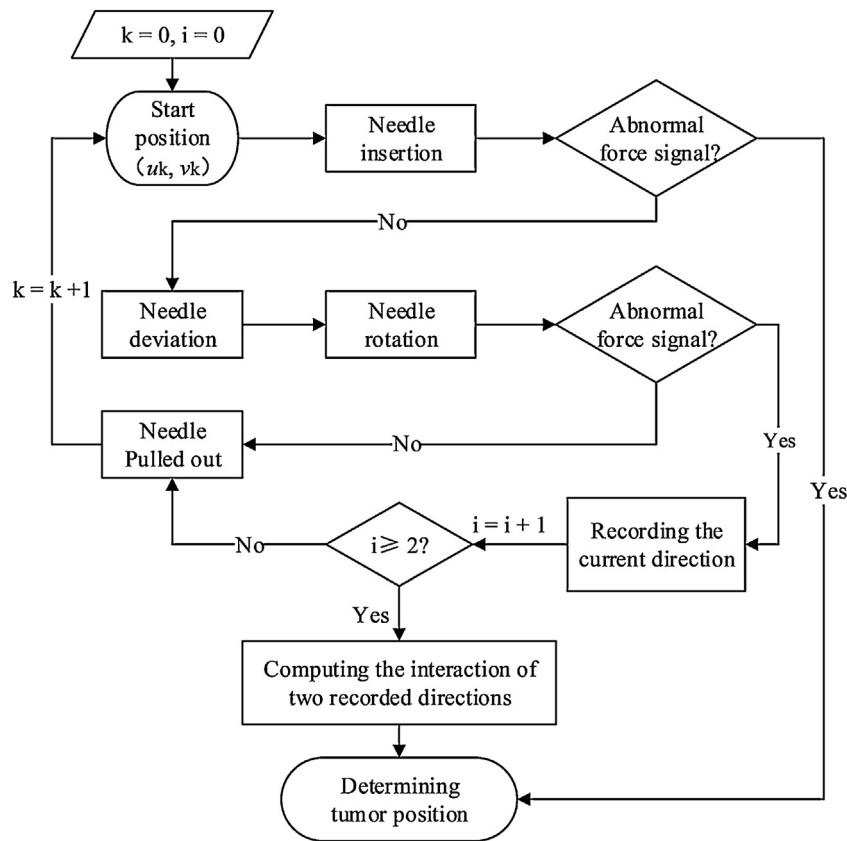 k = 0, i = 0
Start
position
(uk, vk)
Needle
insertion
Abnormal
force signal?
No
k = k +1
Needle
deviation
Needle
rotation
Abnormal
force signal?
Needle
Pulled out
No
Yes
Yes
No
i ⩾ 2?
i = i + 1
Recording the
current direction
Yes
Computing the interaction of
two recorded directions
Determining
tumor position